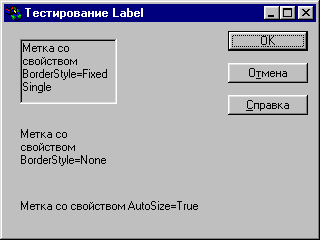 Тестирование Label
Метка со
свойством
BorderStyle=Fixed
Single
OK
Отмена
Справка
Метка со
свойством
BorderStyle=None
Метка со свойством AutoSize=True